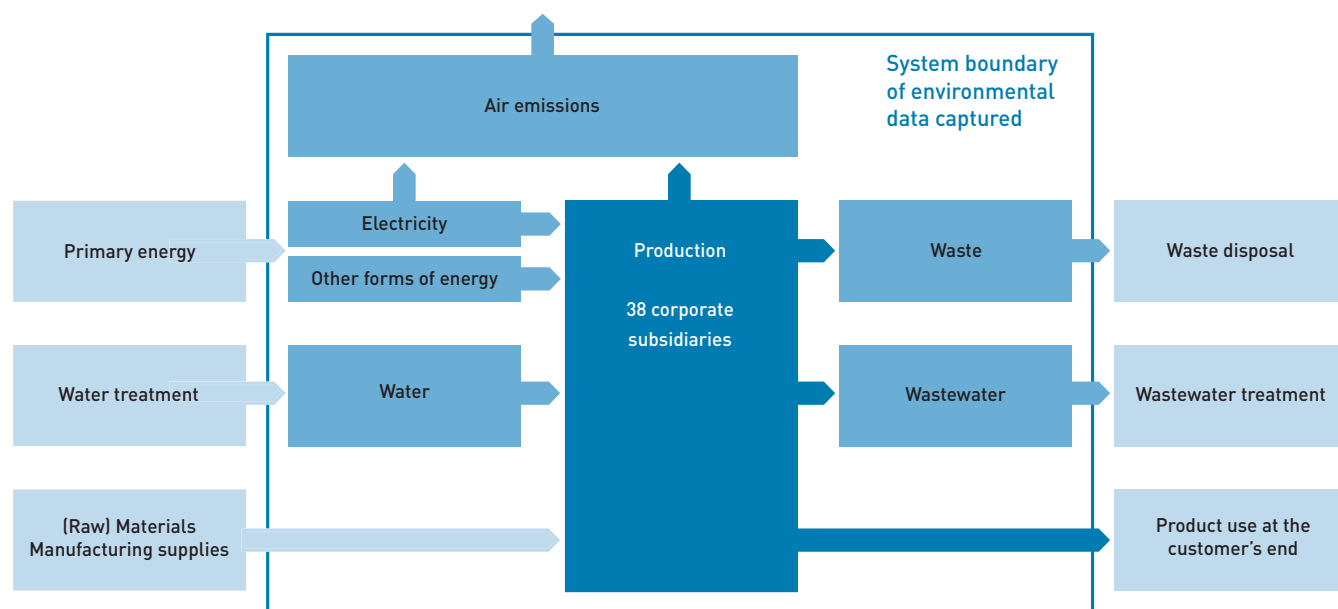 System boundary
of environmental
data captured
Air emissions
Primary energy
Electricity
Other forms of energy
Production
38 corporate
subsidiaries
Waste
Waste disposal
Water treatment
Water
Wastewater
Wastewater treatment
(Raw) Materials
Manufacturing supplies
Product use at the
customer’s end